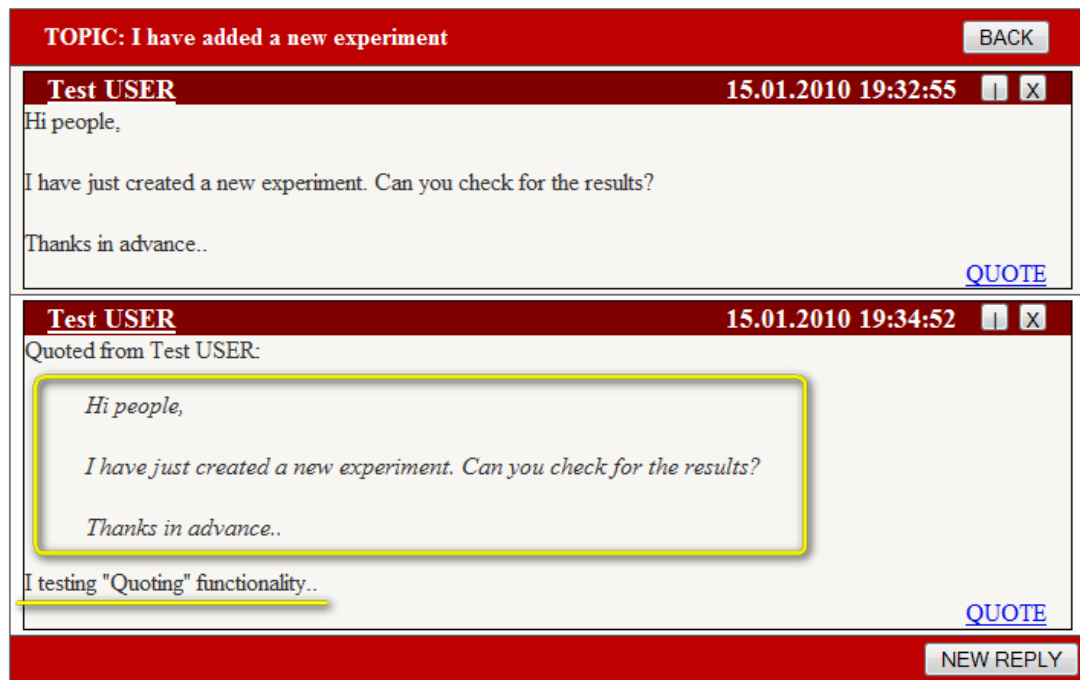 TOPIC: I have added a new experiment BACK
Test USER 15.01.2010 19:32:55 | X
Hi people,
I have just created a new experiment. Can you check for the results?
Thanks in advance..
QUOTE
Test USER 15.01.2010 19:34:52 | X
Quoted from Test USER:
Hi people,
I have just created a new experiment. Can you check for the results?
Thanks in advance..
I testing "Quoting" functionality..
QUOTE
NEW REPLY